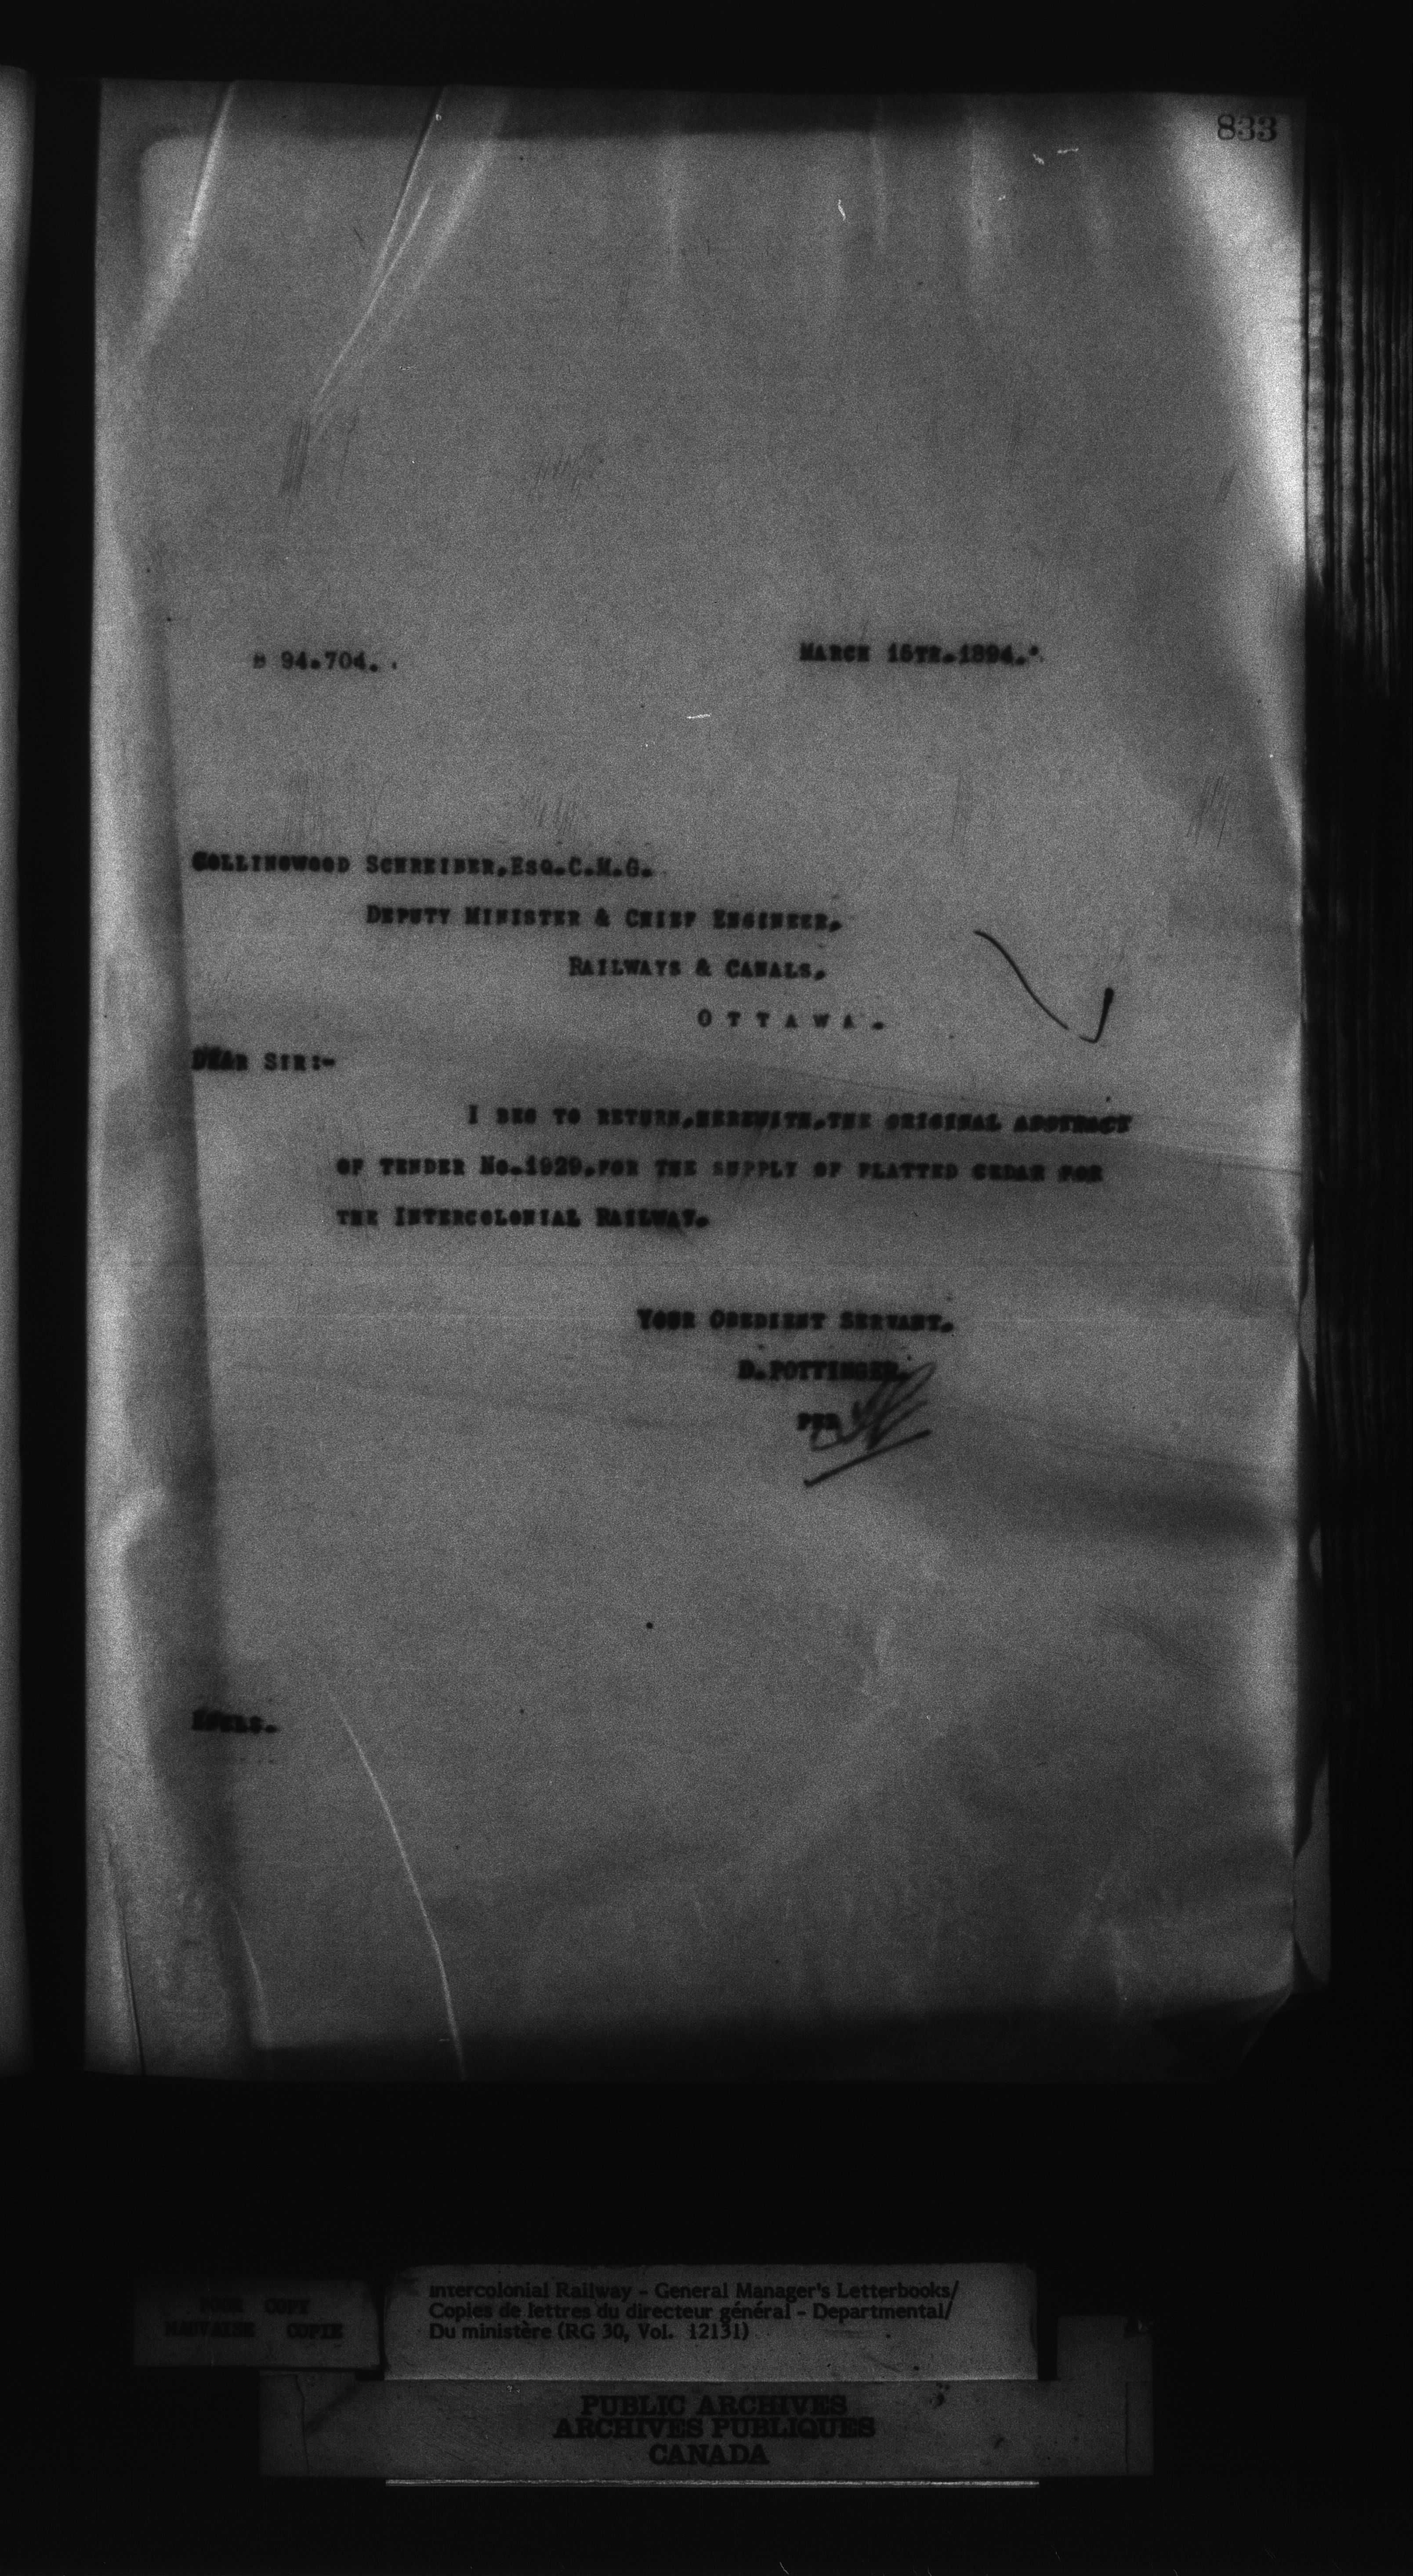 833
D 94.704.
MARCH 15TH.1894.
COLLINGWOOD SCHREIBER,ESQ.C.M.G.
DEPUTY MINISTER & CHIEF ENGINEER,
RAILWAYS & CANALS,
O T T A W A .
DEAR SIR:-
I BEG TO RETURN,HEREWITH,THE ORIGINAL ABSTRACT
OF TENDER NO.1929,FOR THE SUPPLY OF FLATTED CEDAR FOR
THE INTERCOLONIAL RAILWAY.
YOUR OBEDIENT SERVANT,
D.POTTINGER.
PER
ENCLS.
POOR COPY
MAUVAISE COPIE
Intercolonial Railway - General Manager's Letterbooks/
Copies de lettres du directeur général - Departmental/
Du ministère (RG 30, Vol. 12131)
PUBLIC ARCHIVES
ARCHIVES PUBLIQUES
CANADA